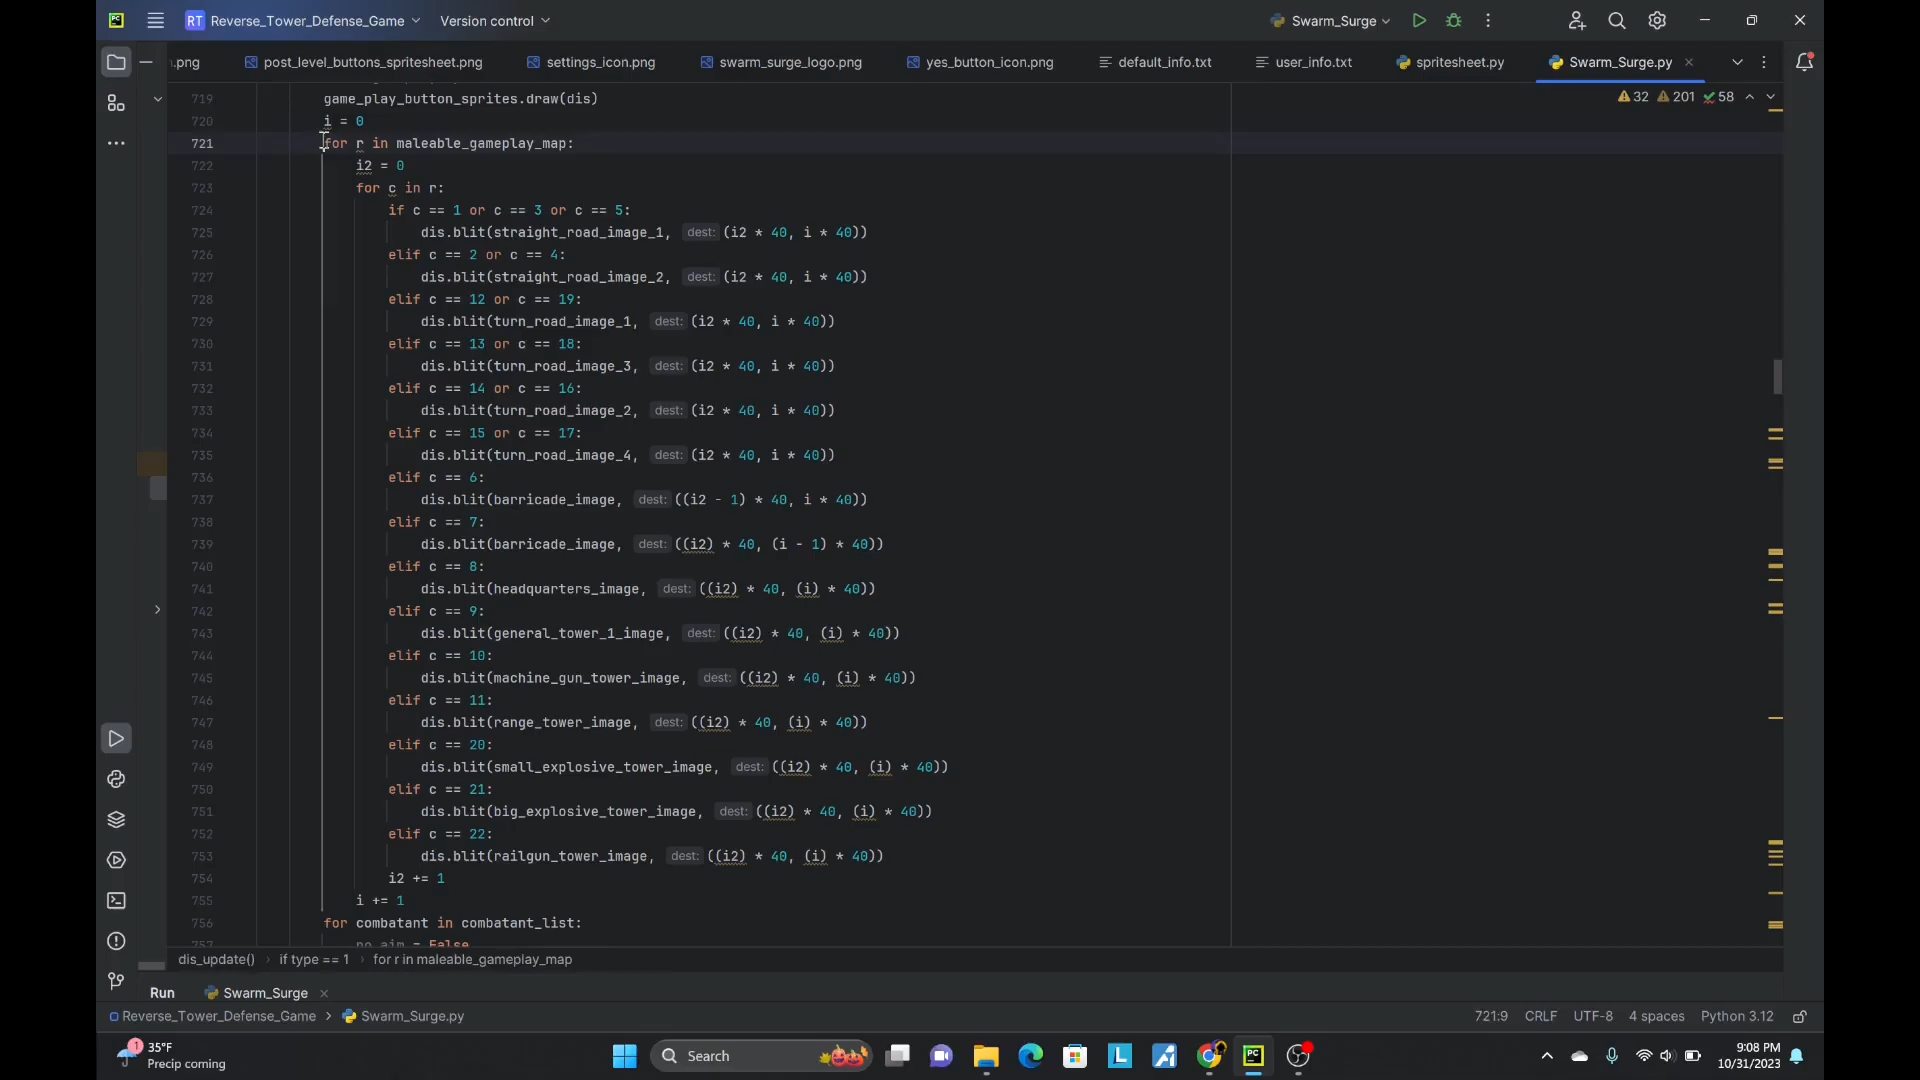 PC RT Reverse_Tower_Defense_Game Version control Swarm_Surge
.png post_level_buttons_spritesheet.png settings_icon.png swarm_surge_logo.png yes_button_icon.png default_info.txt user_info.txt spritesheet.py Swarm_Surge.py
32 201 58
719 game_play_button_sprites.draw(dis)
720 i = 0
721 for r in maleable_gameplay_map:
722 i2 = 0
723 for c in r:
724 if c == 1 or c == 3 or c == 5:
725 dis.blit(straight_road_image_1, dest: (i2 * 40, i * 40))
726 elif c == 2 or c == 4:
727 dis.blit(straight_road_image_2, dest: (i2 * 40, i * 40))
728 elif c == 12 or c == 19:
729 dis.blit(turn_road_image_1, dest: (i2 * 40, i * 40))
730 elif c == 13 or c == 18:
731 dis.blit(turn_road_image_3, dest: (i2 * 40, i * 40))
732 elif c == 14 or c == 16:
733 dis.blit(turn_road_image_2, dest: (i2 * 40, i * 40))
734 elif c == 15 or c == 17:
735 dis.blit(turn_road_image_4, dest: (i2 * 40, i * 40))
736 elif c == 6:
737 dis.blit(barricade_image, dest: ((i2 - 1) * 40, i * 40))
738 elif c == 7:
739 dis.blit(barricade_image, dest: ((i2) * 40, (i - 1) * 40))
740 elif c == 8:
741 dis.blit(headquarters_image, dest: ((i2) * 40, (i) * 40))
742 elif c == 9:
743 dis.blit(general_tower_1_image, dest: ((i2) * 40, (i) * 40))
744 elif c == 10:
745 dis.blit(machine_gun_tower_image, dest: ((i2) * 40, (i) * 40))
746 elif c == 11:
747 dis.blit(range_tower_image, dest: ((i2) * 40, (i) * 40))
748 elif c == 20:
749 dis.blit(small_explosive_tower_image, dest: ((i2) * 40, (i) * 40))
750 elif c == 21:
751 dis.blit(big_explosive_tower_image, dest: ((i2) * 40, (i) * 40))
752 elif c == 22:
753 dis.blit(railgun_tower_image, dest: ((i2) * 40, (i) * 40))
754 i2 += 1
755 i += 1
756 for combatant in combatant_list:
757 no_aim = False
dis_update() › if type == 1 › for r in maleable_gameplay_map
Run Swarm_Surge
Reverse_Tower_Defense_Game › Swarm_Surge.py 721:9 CRLF UTF-8 4 spaces Python 3.12
1 35°F
Precip coming
Search
L
PC
9:08 PM
10/31/2023